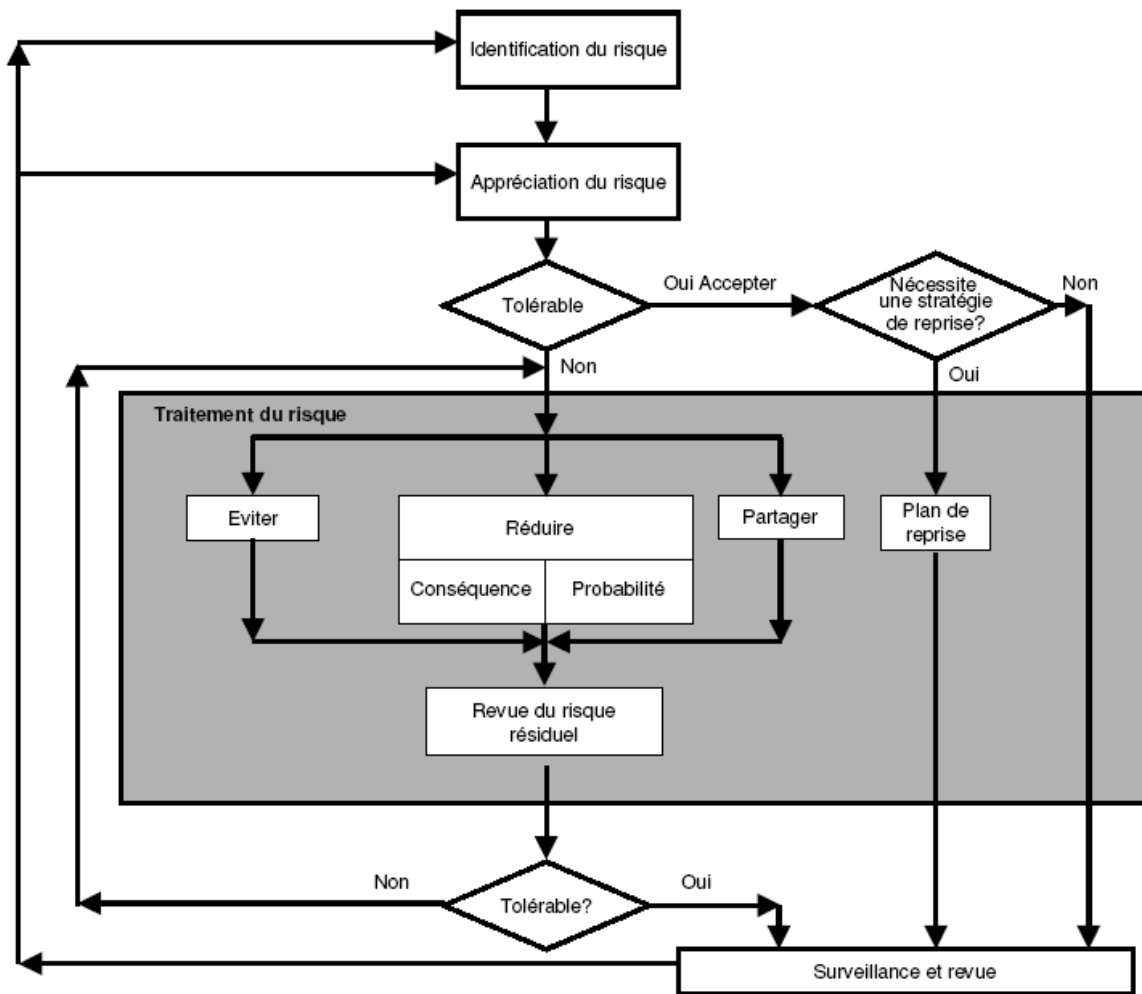 Identification du risque
Appréciation du risque
Tolérable
Oui Accepter
Nécessite
une stratégie
de reprise?
Non
Non
Oui
Traitement du risque
Eviter
Réduire
Conséquence
Probabilité
Partager
Plan de
reprise
Revue du risque
résiduel
Non
Tolérable?
Oui
Surveillance et revue